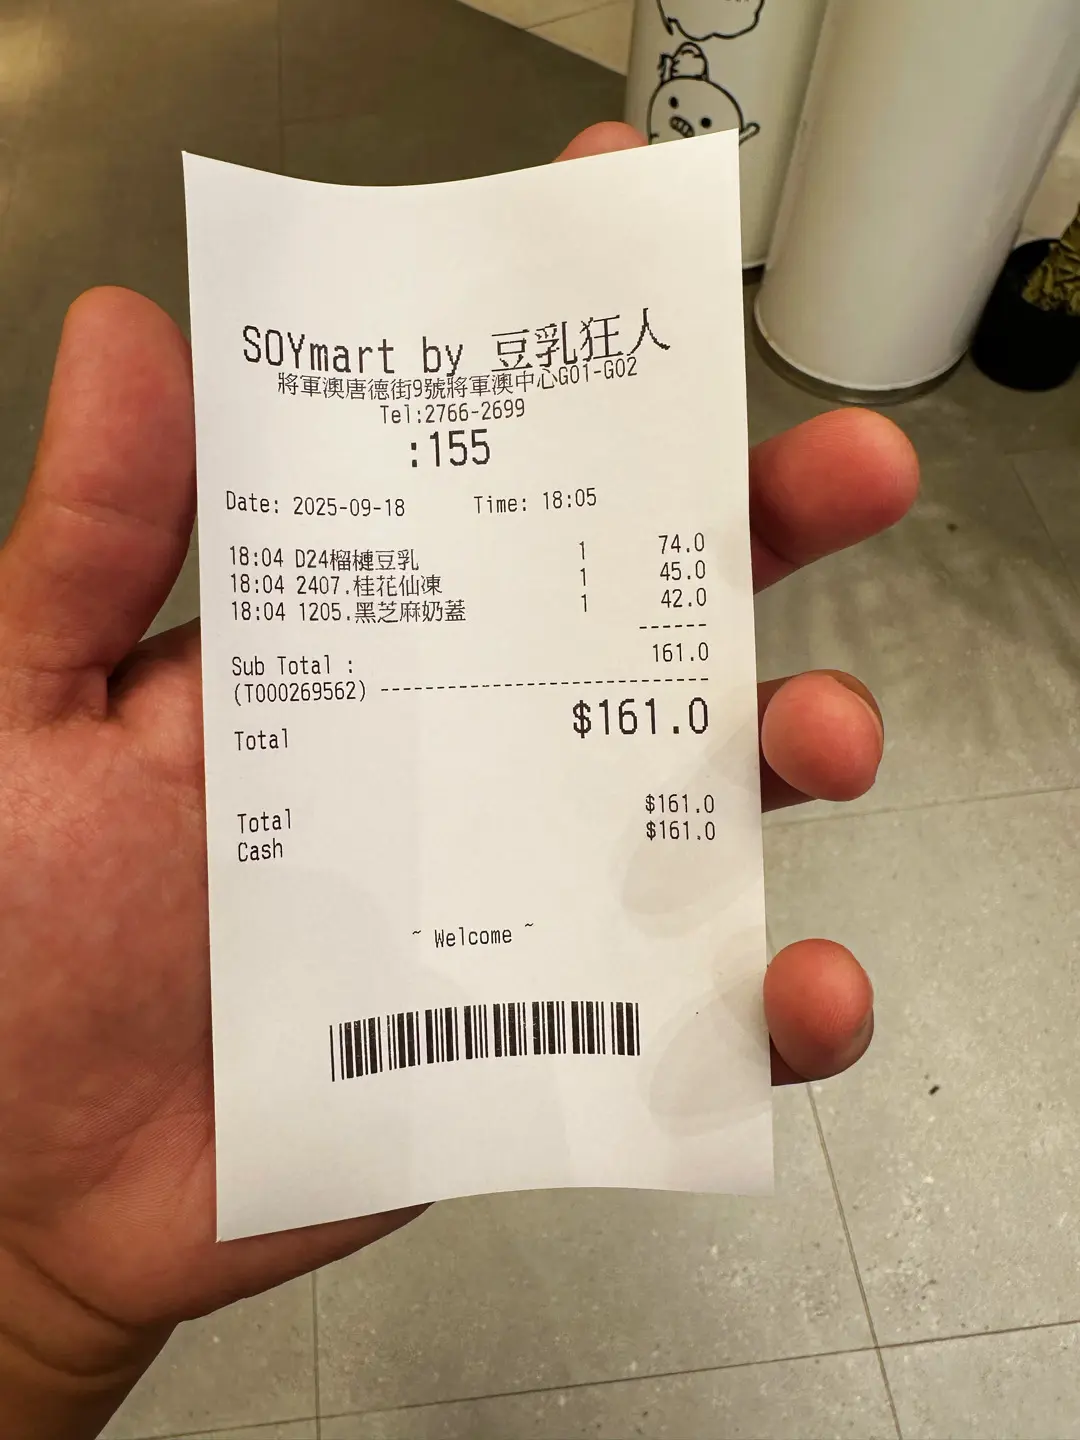 SOYmart by 豆乳狂人
將軍澳唐德街9號將軍澳中心G01-G02
Tel:2766-2699
:155
Date: 2025-09-18 Time: 18:05
18:04 D24榴槤豆乳 1 74.0
18:04 2407.桂花仙凍 1 45.0
18:04 1205.黑芝麻奶蓋 1 42.0
------
Sub Total : 161.0
(T000269562) ------------------------------
Total $161.0
Total $161.0
Cash $161.0
~ Welcome ~